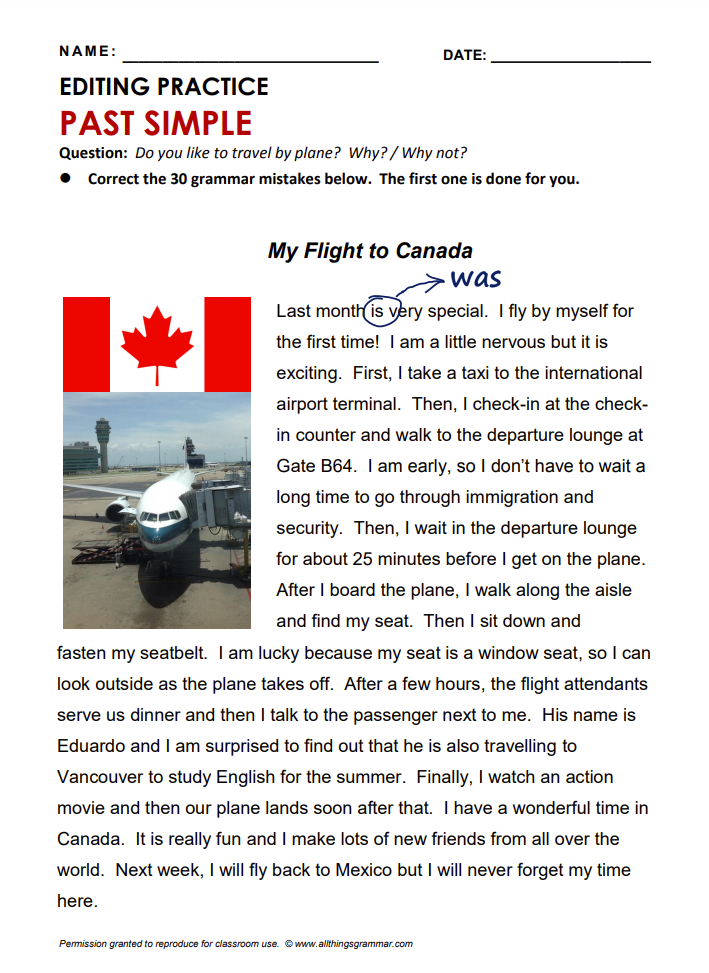 NAME: ______________________________ DATE: ____________________
EDITING PRACTICE
PAST SIMPLE
Question: Do you like to travel by plane? Why? / Why not?
● Correct the 30 grammar mistakes below. The first one is done for you.
My Flight to Canada
was
Last month is very special. I fly by myself for
the first time! I am a little nervous but it is
exciting. First, I take a taxi to the international
airport terminal. Then, I check-in at the check-
in counter and walk to the departure lounge at
Gate B64. I am early, so I don't have to wait a
long time to go through immigration and
security. Then, I wait in the departure lounge
for about 25 minutes before I get on the plane.
After I board the plane, I walk along the aisle
and find my seat. Then I sit down and
fasten my seatbelt. I am lucky because my seat is a window seat, so I can
look outside as the plane takes off. After a few hours, the flight attendants
serve us dinner and then I talk to the passenger next to me. His name is
Eduardo and I am surprised to find out that he is also travelling to
Vancouver to study English for the summer. Finally, I watch an action
movie and then our plane lands soon after that. I have a wonderful time in
Canada. It is really fun and I make lots of new friends from all over the
world. Next week, I will fly back to Mexico but I will never forget my time
here.
Permission granted to reproduce for classroom use. © www.allthingsgrammar.com